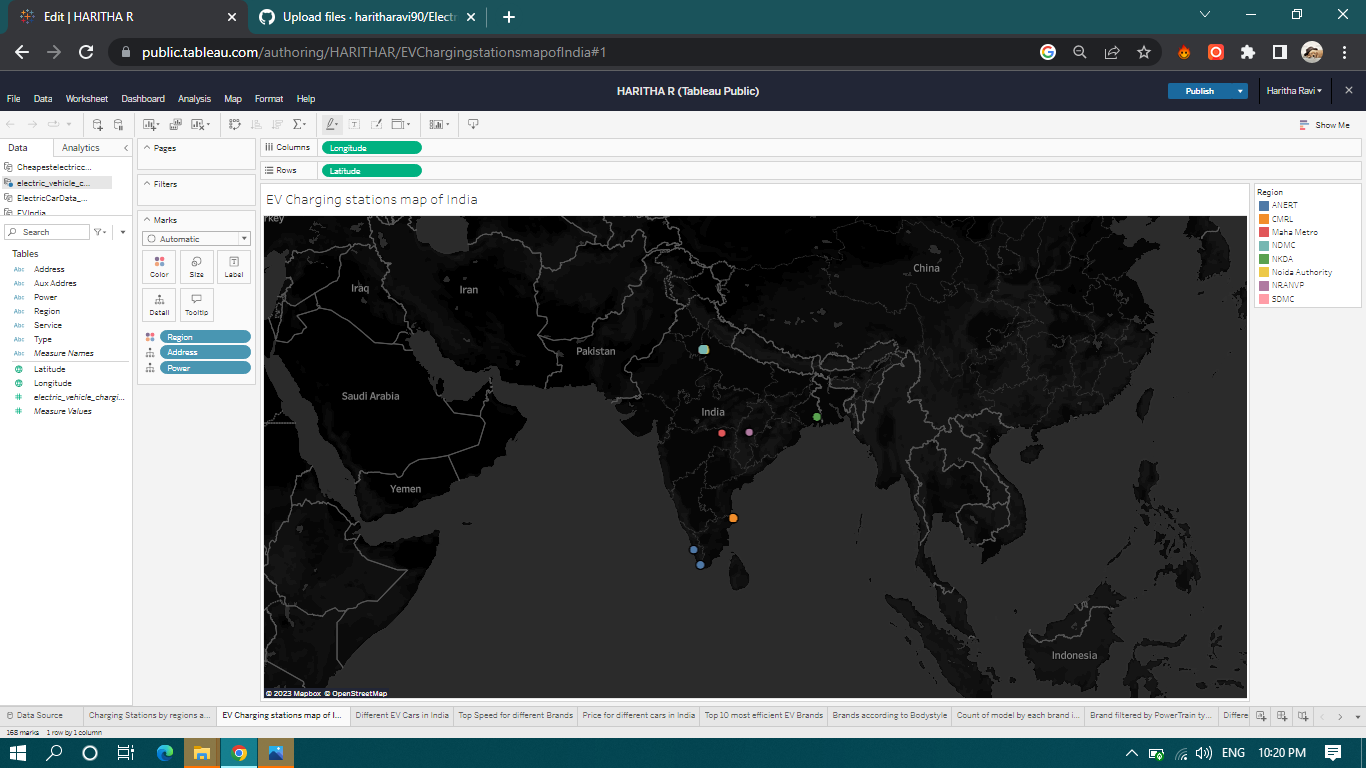 Edit | HARITHA R
Upload files · haritharavi90/Electr
public.tableau.com/authoring/HARITHAR/EVChargingstationsmapofIndia#1
HARITHA R (Tableau Public)
Publish
Haritha Ravi
File Data Worksheet Dashboard Analysis Map Format Help
Show Me
Data Analytics
Cheapestelectricc...
electric_vehicle_c...
ElectricCarData_...
EVIndia
Search
Tables
Abc Address
Abc Aux Addres
Abc Power
Abc Region
Abc Service
Abc Type
Abc Measure Names
Latitude
Longitude
electric_vehicle_chargi...
Measure Values
Pages
Filters
Marks
Automatic
Color Size Label
Detail Tooltip
Region
Address
Power
Columns Longitude
Rows Latitude
EV Charging stations map of India
rkey
China
Iraq
Iran
Pakistan
Saudi Arabia
India
Yemen
Indonesia
© 2023 Mapbox © OpenStreetMap
Region
ANERT
CMRL
Maha Metro
NDMC
NKDA
Noida Authority
NRANVP
SDMC
Data Source Charging Stations by regions a... EV Charging stations map of I... Different EV Cars in India Top Speed for different Brands Price for different cars in India Top 10 most efficient EV Brands Brands according to Bodystyle Count of model by each brand i... Brand filtered by PowerTrain ty... Differe
168 marks 1 row by 1 column
ENG 10:20 PM